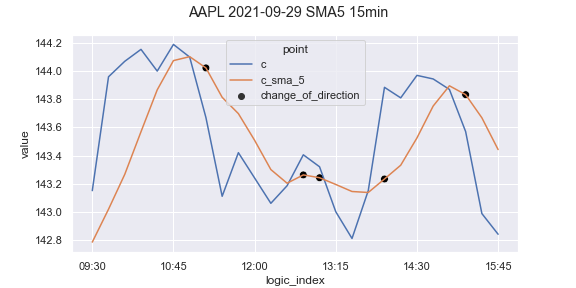 AAPL 2021-09-29 SMA5 15min
point
c
c_sma_5
change_of_direction
value
144.2
144.0
143.8
143.6
143.4
143.2
143.0
142.8
09:30 10:45 12:00 13:15 14:30 15:45
logic_index